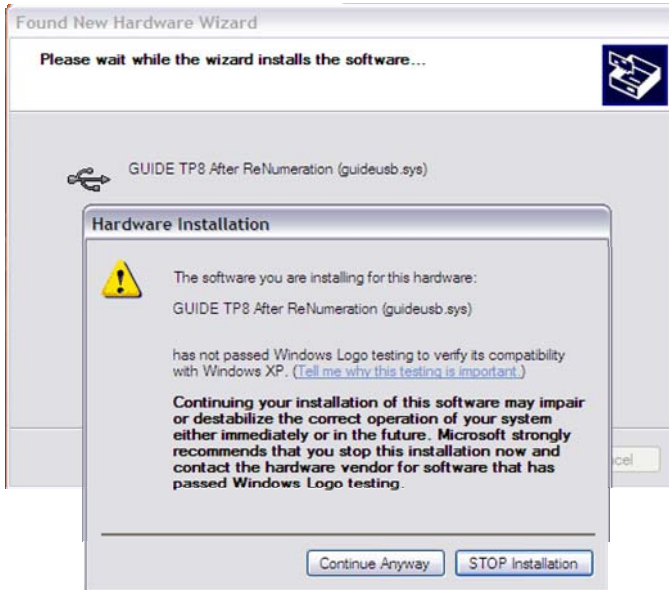 Found New Hardware Wizard
Please wait while the wizard installs the software...
GUIDE TP8 After ReNumeration (guideusb.sys)
Hardware Installation
The software you are installing for this hardware:
GUIDE TP8 After ReNumeration (guideusb.sys)
has not passed Windows Logo testing to verify its compatibility
with Windows XP. (Tell me why this testing is important.)
Continuing your installation of this software may impair
or destabilize the correct operation of your system
either immediately or in the future. Microsoft strongly
recommends that you stop this installation now and
contact the hardware vendor for software that has
passed Windows Logo testing.
Continue Anyway
STOP Installation